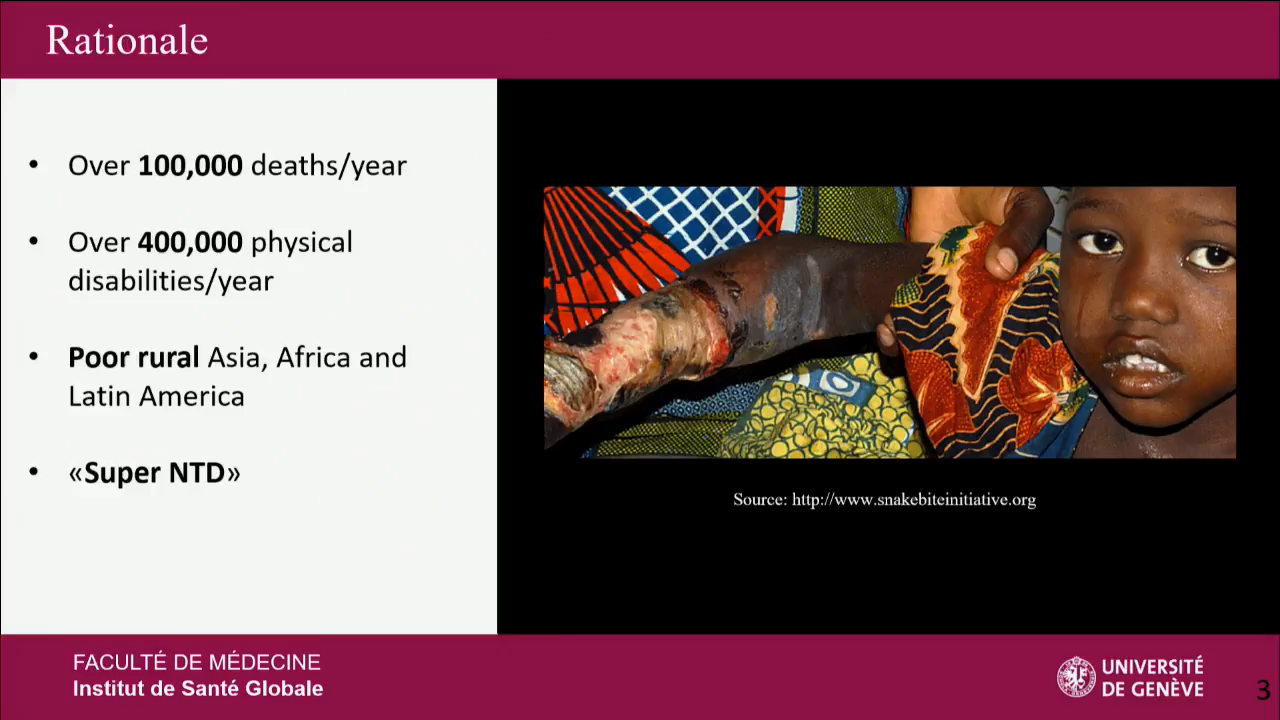 Rationale
• Over 100,000 deaths/year
• Over 400,000 physical
disabilities/year
• Poor rural Asia, Africa and
Latin America
• «Super NTD»
Source: http://www.snakebiteinitiative.org
FACULTÉ DE MÉDECINE
Institut de Santé Globale
UNIVERSITÉ
DE GENÈVE
3